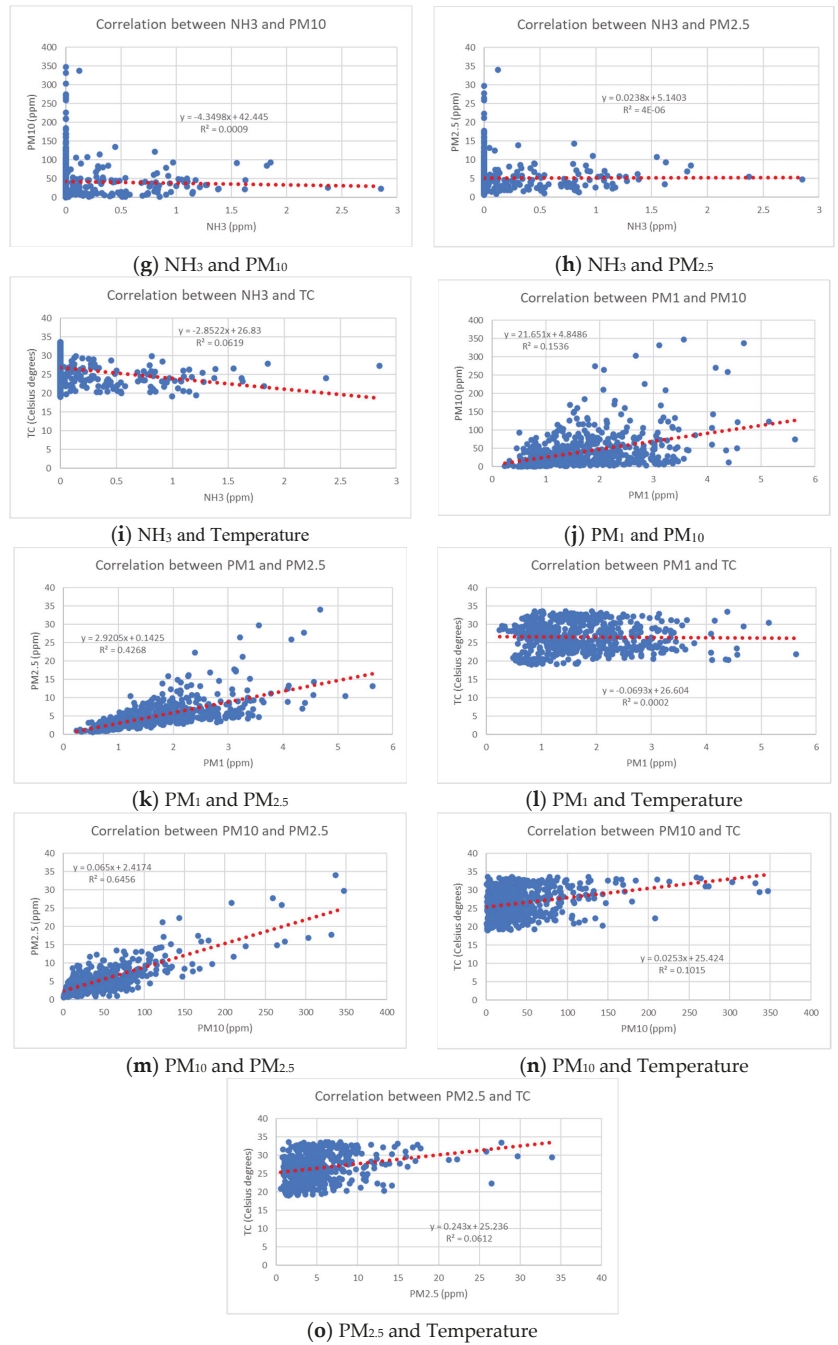 Correlation between NH3 and PM10
PM10 (ppm)
400
350
300
250
200
150
100
50
0
y = -4.3498x + 42.445
R² = 0.0009
0 0.5 1 1.5 2 2.5 3
NH3 (ppm)
(g) NH3 and PM10
Correlation between NH3 and PM2.5
PM2.5 (ppm)
40
35
30
25
20
15
10
5
0
y = 0.0238x + 5.1403
R² = 4E-06
0 0.5 1 1.5 2 2.5 3
NH3 (ppm)
(h) NH3 and PM2.5
Correlation between NH3 and TC
TC (Celsius degrees)
40
35
30
25
20
15
10
5
0
y = -2.8522x + 26.83
R² = 0.0619
0 0.5 1 1.5 2 2.5 3
NH3 (ppm)
(i) NH3 and Temperature
Correlation between PM1 and PM10
PM10 (ppm)
400
350
300
250
200
150
100
50
0
y = 21.651x + 4.8486
R² = 0.1536
0 1 2 3 4 5 6
PM1 (ppm)
(j) PM1 and PM10
Correlation between PM1 and PM2.5
PM2.5 (ppm)
40
35
30
25
20
15
10
5
0
y = 2.9205x + 0.1425
R² = 0.4268
0 1 2 3 4 5 6
PM1 (ppm)
(k) PM1 and PM2.5
Correlation between PM1 and TC
TC (Celsius degrees)
40
35
30
25
20
15
10
5
0
y = -0.0693x + 26.604
R² = 0.0002
0 1 2 3 4 5 6
PM1 (ppm)
(l) PM1 and Temperature
Correlation between PM10 and PM2.5
PM2.5 (ppm)
40
35
30
25
20
15
10
5
0
y = 0.065x + 2.4174
R² = 0.6456
0 50 100 150 200 250 300 350 400
PM10 (ppm)
(m) PM10 and PM2.5
Correlation between PM10 and TC
TC (Celsius degrees)
40
35
30
25
20
15
10
5
0
y = 0.0253x + 25.424
R² = 0.1015
0 50 100 150 200 250 300 350 400
PM10 (ppm)
(n) PM10 and Temperature
Correlation between PM2.5 and TC
TC (Celsius degrees)
40
35
30
25
20
15
10
5
0
y = 0.243x + 25.236
R² = 0.0612
0 5 10 15 20 25 30 35 40
PM2.5 (ppm)
(o) PM2.5 and Temperature